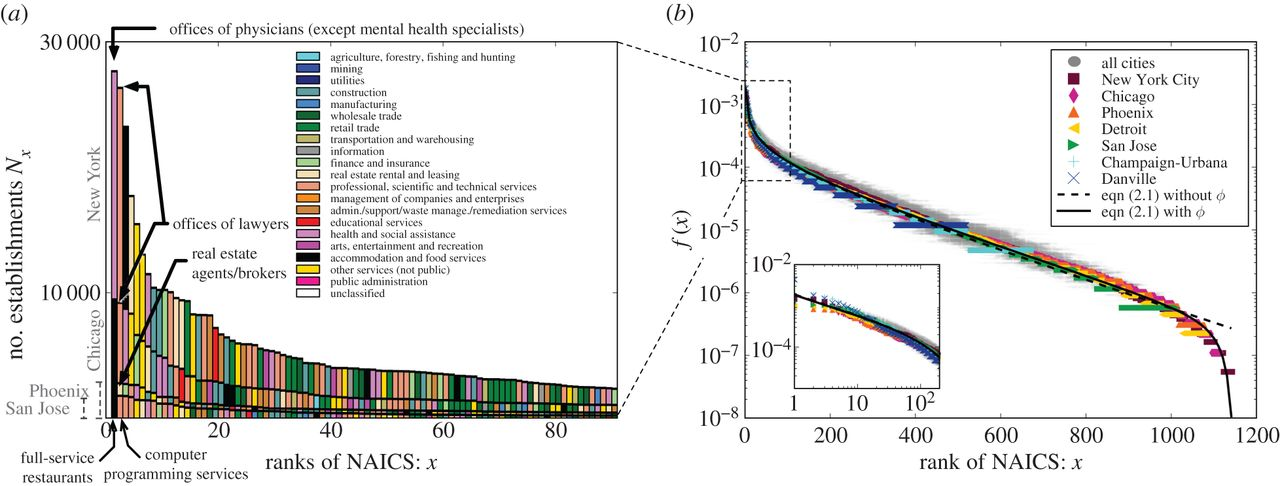 (a)
offices of physicians (except mental health specialists)
30 000
no. establishments Nx
New York
Chicago
10 000
Phoenix
San Jose
offices of lawyers
real estate
agents/brokers
agriculture, forestry, fishing and hunting
mining
utilities
construction
manufacturing
wholesale trade
retail trade
transportation and warehousing
information
finance and insurance
real estate rental and leasing
professional, scientific and technical services
management of companies and enterprises
admin./support/waste manage./remediation services
educational services
health and social assistance
arts, entertainment and recreation
accommodation and food services
other services (not public)
public administration
unclassified
0 20 40 60 80
full-service
restaurants
computer
programming services
ranks of NAICS: x
(b)
10⁻²
10⁻³
10⁻⁴
10⁻⁵
10⁻⁶
10⁻⁷
10⁻⁸
f (x)
all cities
New York City
Chicago
Phoenix
Detroit
San Jose
Champaign-Urbana
Danville
eqn (2.1) without ϕ
eqn (2.1) with ϕ
10⁻²
10⁻⁴
1 10 10²
0 200 400 600 800 1000 1200
rank of NAICS: x